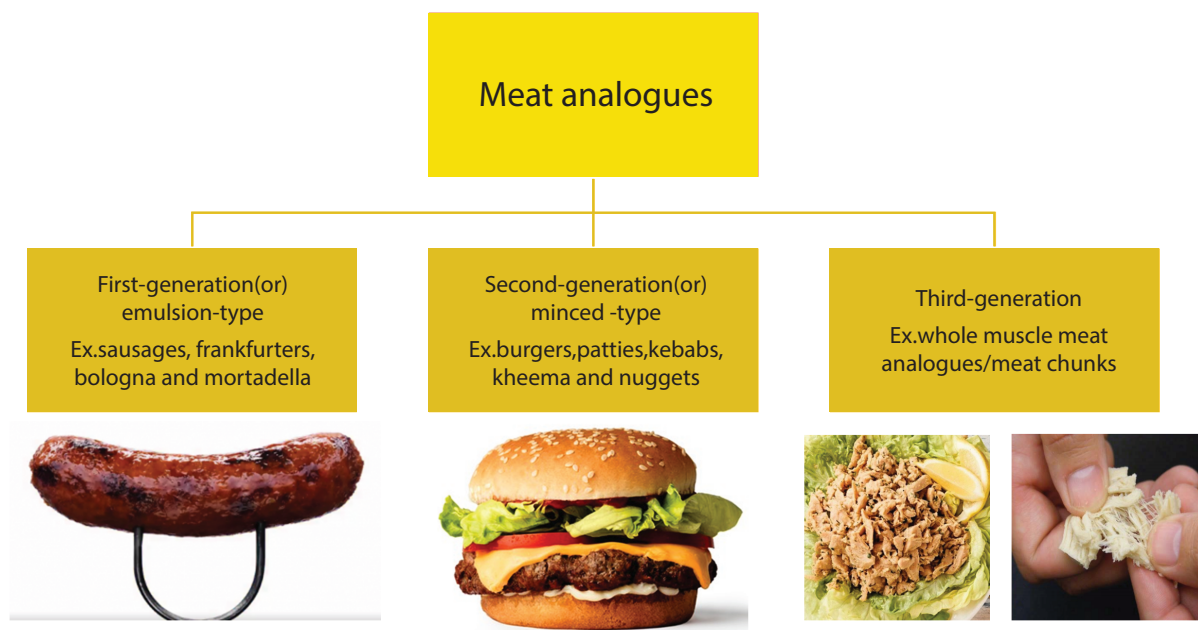 Meat analogues
First-generation(or)
emulsion-type
Ex.sausages, frankfurters,
bologna and mortadella
Second-generation(or)
minced -type
Ex.burgers,patties,kebabs,
kheema and nuggets
Third-generation
Ex.whole muscle meat
analogues/meat chunks